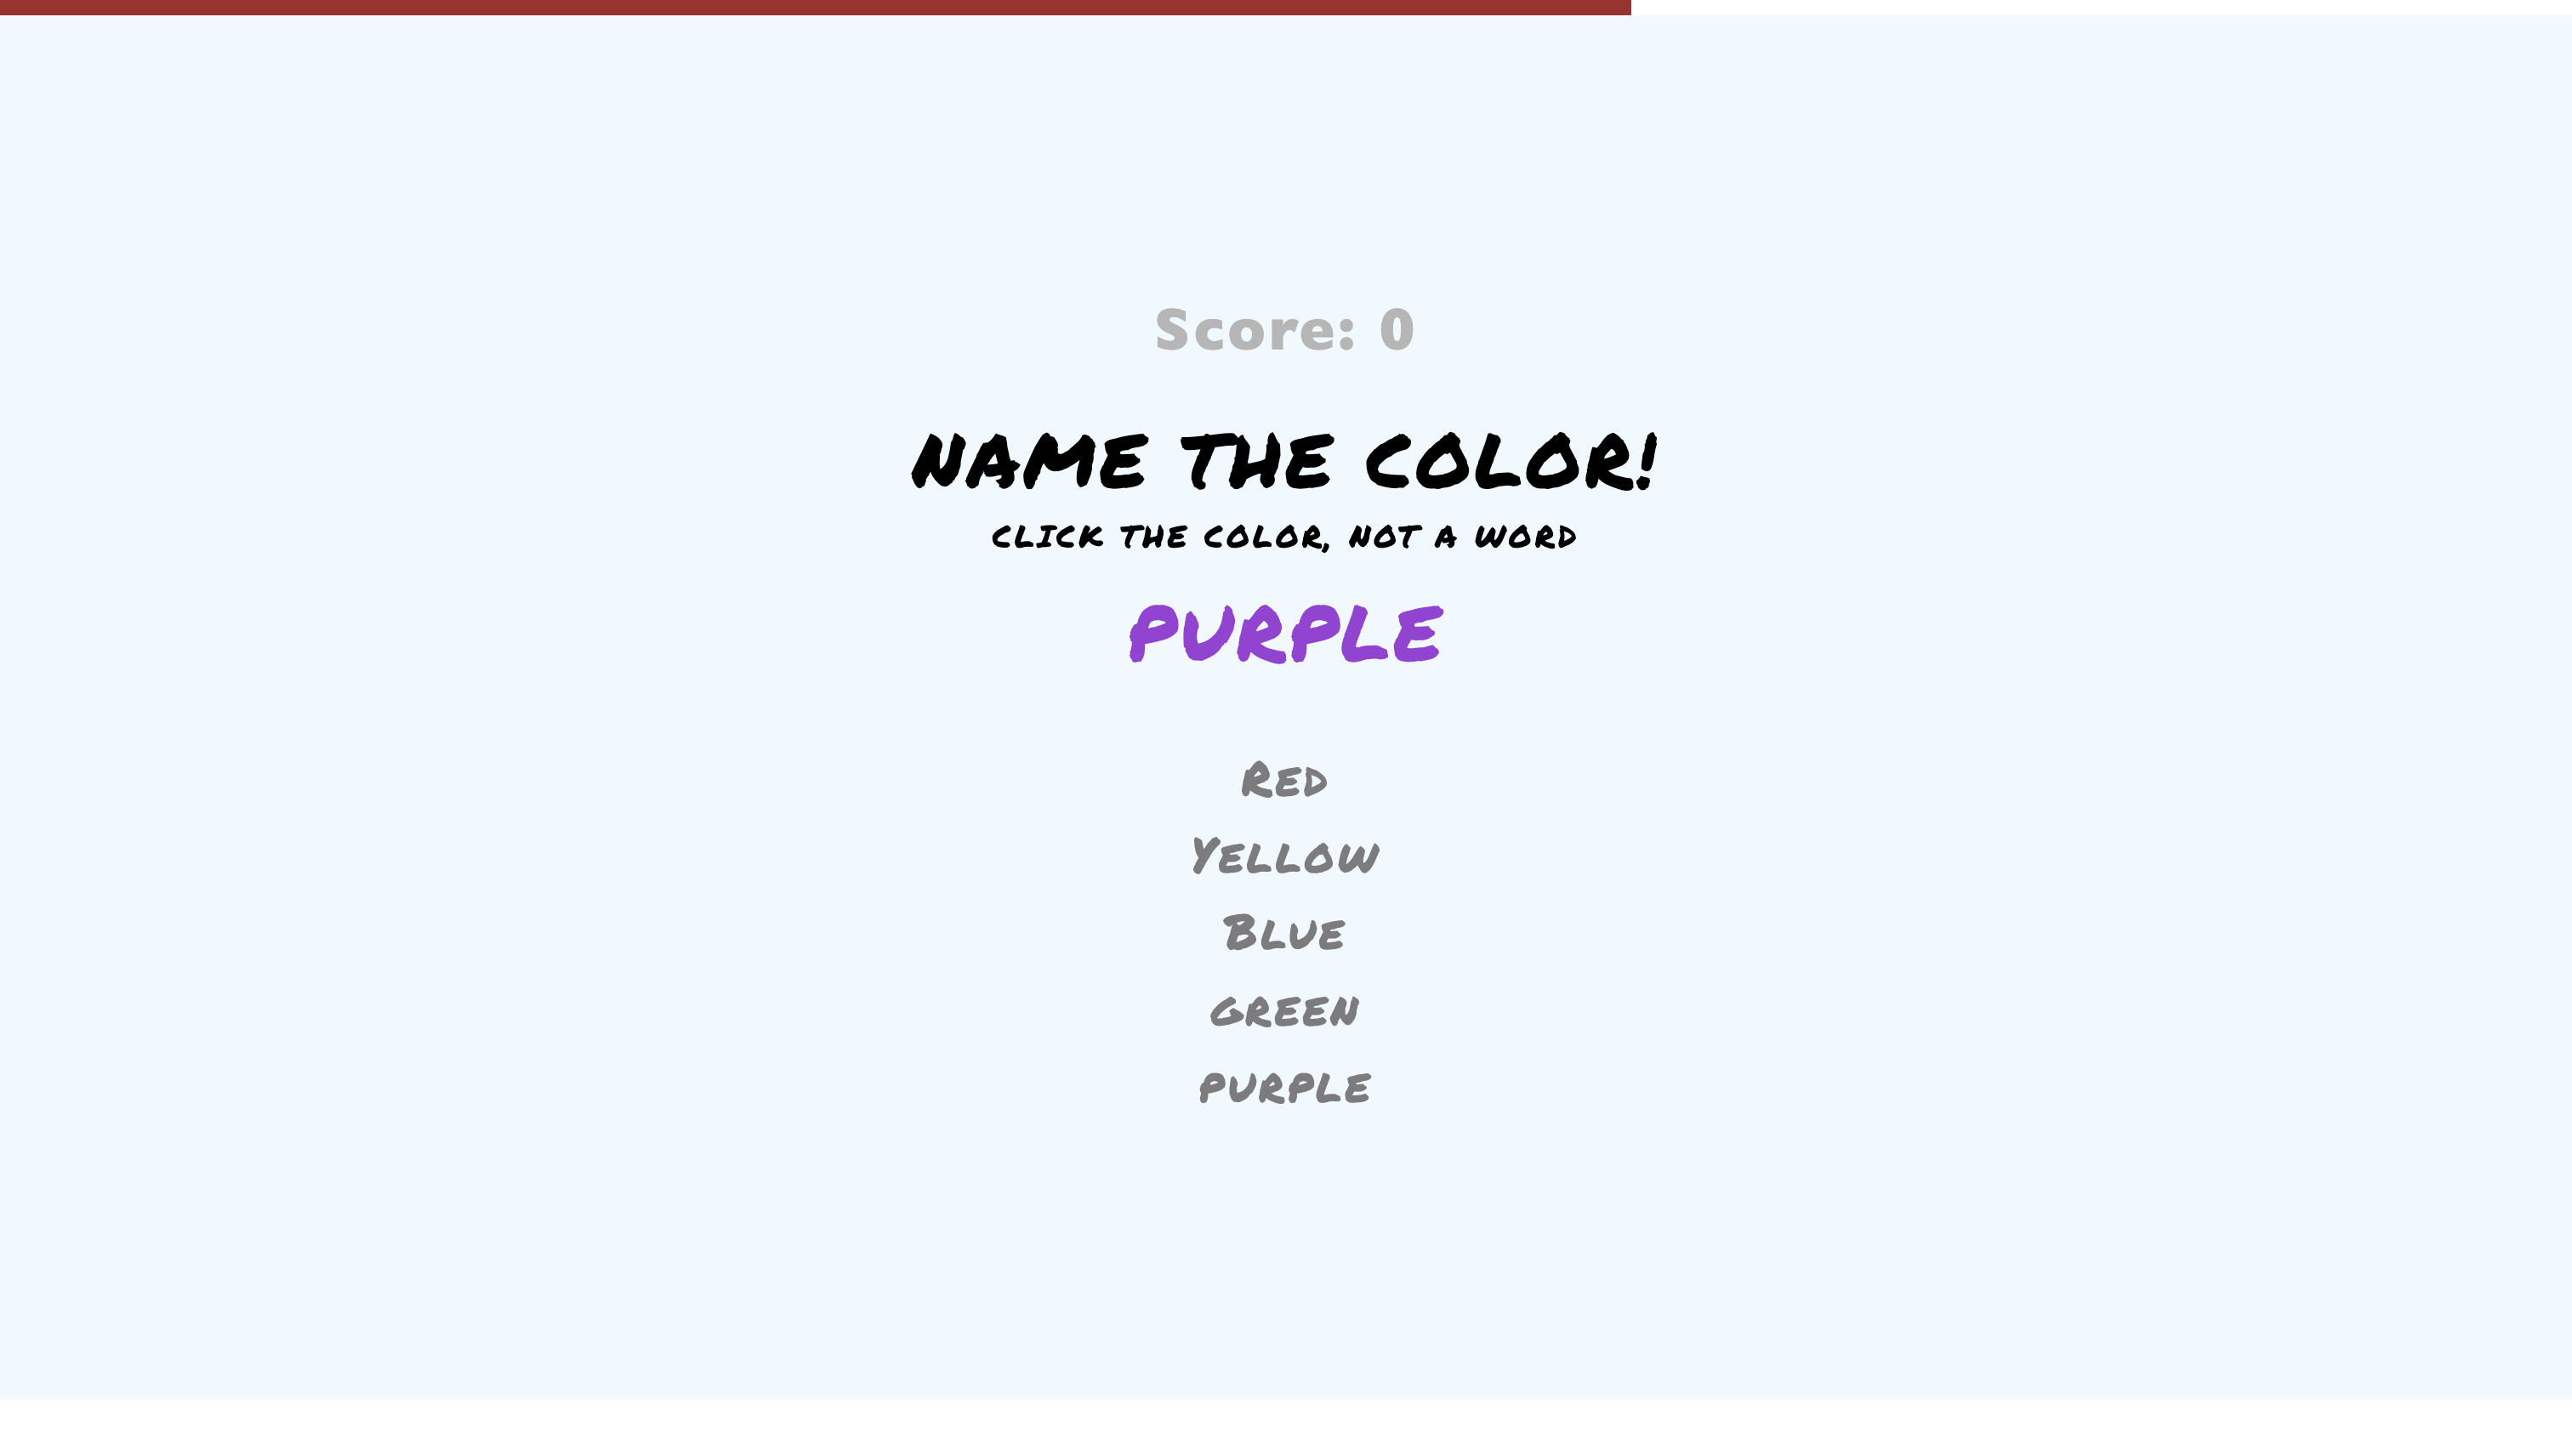 Score: 0
NAME THE COLOR!
CLICK THE COLOR, NOT A WORD
PURPLE
RED
YELLOW
BLUE
GREEN
PURPLE